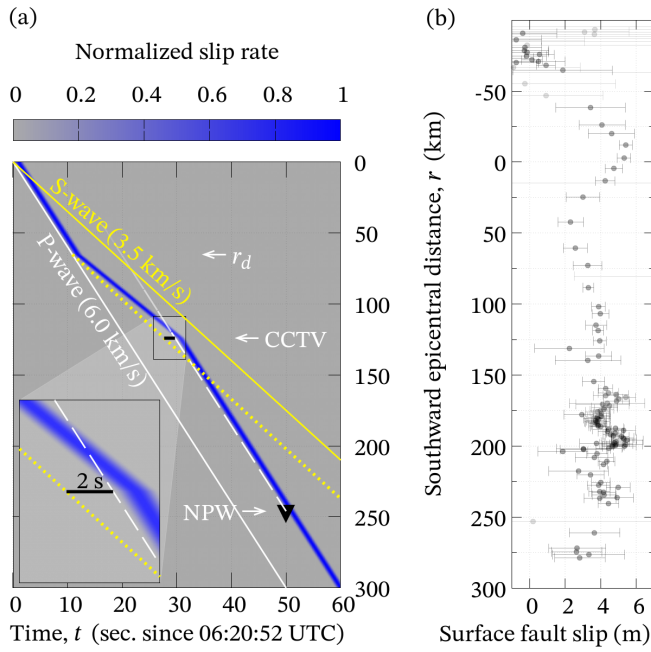 (a)
Normalized slip rate
0 0.2 0.4 0.6 0.8 1
S-wave (3.5 km/s)
P-wave (6.0 km/s)
r_d
CCTV
NPW
2 s
0
50
100
150
200
250
300
0 10 20 30 40 50 60
Time, t (sec. since 06:20:52 UTC)
(b)
Southward epicentral distance, r (km)
-50
0
50
100
150
200
250
300
0 2 4 6
Surface fault slip (m)